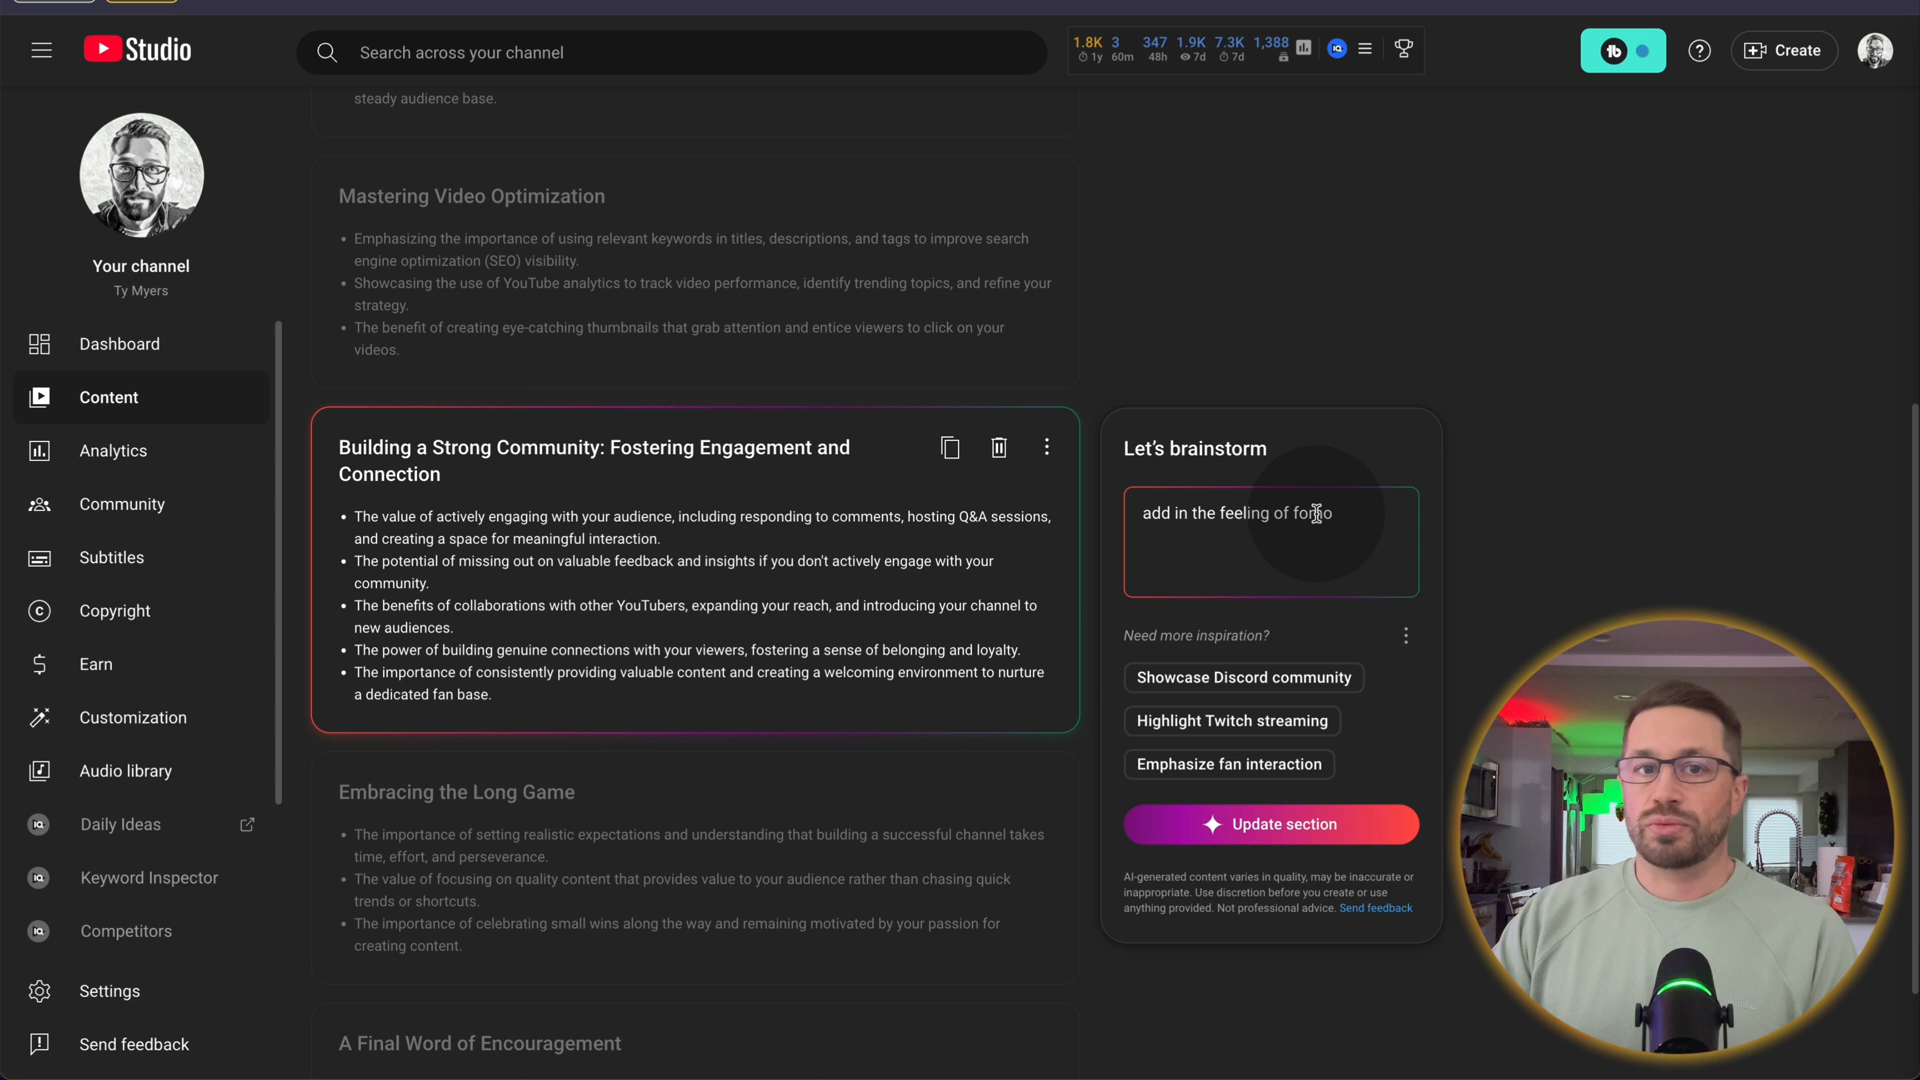 Studio
Search across your channel
1.8K 3 347 1.9K 7.3K 1,388
1y 60m 48h 7d 7d
Create
Your channel
Ty Myers
Dashboard
Content
Analytics
Community
Subtitles
Copyright
Earn
Customization
Audio library
Daily Ideas
Keyword Inspector
Competitors
Settings
Send feedback
steady audience base.
Mastering Video Optimization
• Emphasizing the importance of using relevant keywords in titles, descriptions, and tags to improve search
engine optimization (SEO) visibility.
• Showcasing the use of YouTube analytics to track video performance, identify trending topics, and refine your
strategy.
• The benefit of creating eye-catching thumbnails that grab attention and entice viewers to click on your
videos.
Building a Strong Community: Fostering Engagement and
Connection
• The value of actively engaging with your audience, including responding to comments, hosting Q&A sessions,
and creating a space for meaningful interaction.
• The potential of missing out on valuable feedback and insights if you don't actively engage with your
community.
• The benefits of collaborations with other YouTubers, expanding your reach, and introducing your channel to
new audiences.
• The power of building genuine connections with your viewers, fostering a sense of belonging and loyalty.
• The importance of consistently providing valuable content and creating a welcoming environment to nurture
a dedicated fan base.
Embracing the Long Game
• The importance of setting realistic expectations and understanding that building a successful channel takes
time, effort, and perseverance.
• The value of focusing on quality content that provides value to your audience rather than chasing quick
trends or shortcuts.
• The importance of celebrating small wins along the way and remaining motivated by your passion for
creating content.
A Final Word of Encouragement
Let's brainstorm
add in the feeling of fomo
Need more inspiration?
Showcase Discord community
Highlight Twitch streaming
Emphasize fan interaction
Update section
AI-generated content varies in quality, may be inaccurate or
inappropriate. Use discretion before you create or use
anything provided. Not professional advice. Send feedback